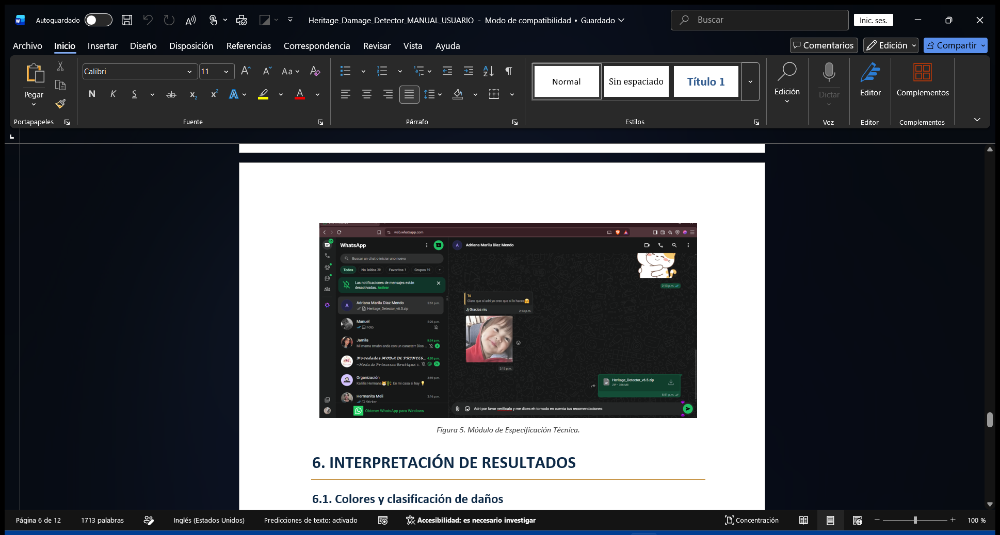 Autoguardado
Heritage_Damage_Detector_MANUAL_USUARIO - Modo de compatibilidad • Guardado
Buscar
Inic. ses.
Archivo Inicio Insertar Diseño Disposición Referencias Correspondencia Revisar Vista Ayuda
Comentarios Edición Compartir
Pegar
Portapapeles
Calibri 11
N K S ab x₂ x² A A
Fuente
Párrafo
Normal Sin espaciado Título 1
Estilos
Edición
Dictar
Voz
Editor
Editor
Complementos
Complementos
web.whatsapp.com
WhatsApp
Buscar un chat o iniciar uno nuevo
Todos No leídos 20 Favoritos 1 Grupos 10
Las notificaciones de mensajes están
desactivadas. Activar
Adriana Marilu Diaz Mendo 5:51 p.m.
Heritage_Detector_v6.5.zip
Manuel 5:26 p.m.
Foto
Jamila 5:24 p.m.
Mi mama tmabn anda con un caracterr Dios ... 3
Novedades MODA DE PRINCES... 4:20 p.m.
~Moda de Princesas Boutique: c. @ 71
Organización 3:59 p.m.
Kailllis Hermana🌿: En mi casa si hay 💡
Hermanita Meli 2:16 p.m.
Sticker
Obtener WhatsApp para Windows
A Adriana Marilu Diaz Mendo
2:13 p.m.
Tú
Claro que si adri yo creo que si lo haces🤗
Jj Gracias niu 2:13 p.m.
2:13 p.m.
Heritage_Detector_v6.5.zip
ZIP • 206 MB
5:51 p.m.
Adri por favor verificalo y me dices eh tomado en cuenta tus recomendaciones
Figura 5. Módulo de Especificación Técnica.
6. INTERPRETACIÓN DE RESULTADOS
6.1. Colores y clasificación de daños
Página 6 de 12 1713 palabras Inglés (Estados Unidos) Predicciones de texto: activado Accesibilidad: es necesario investigar Concentración 100 %